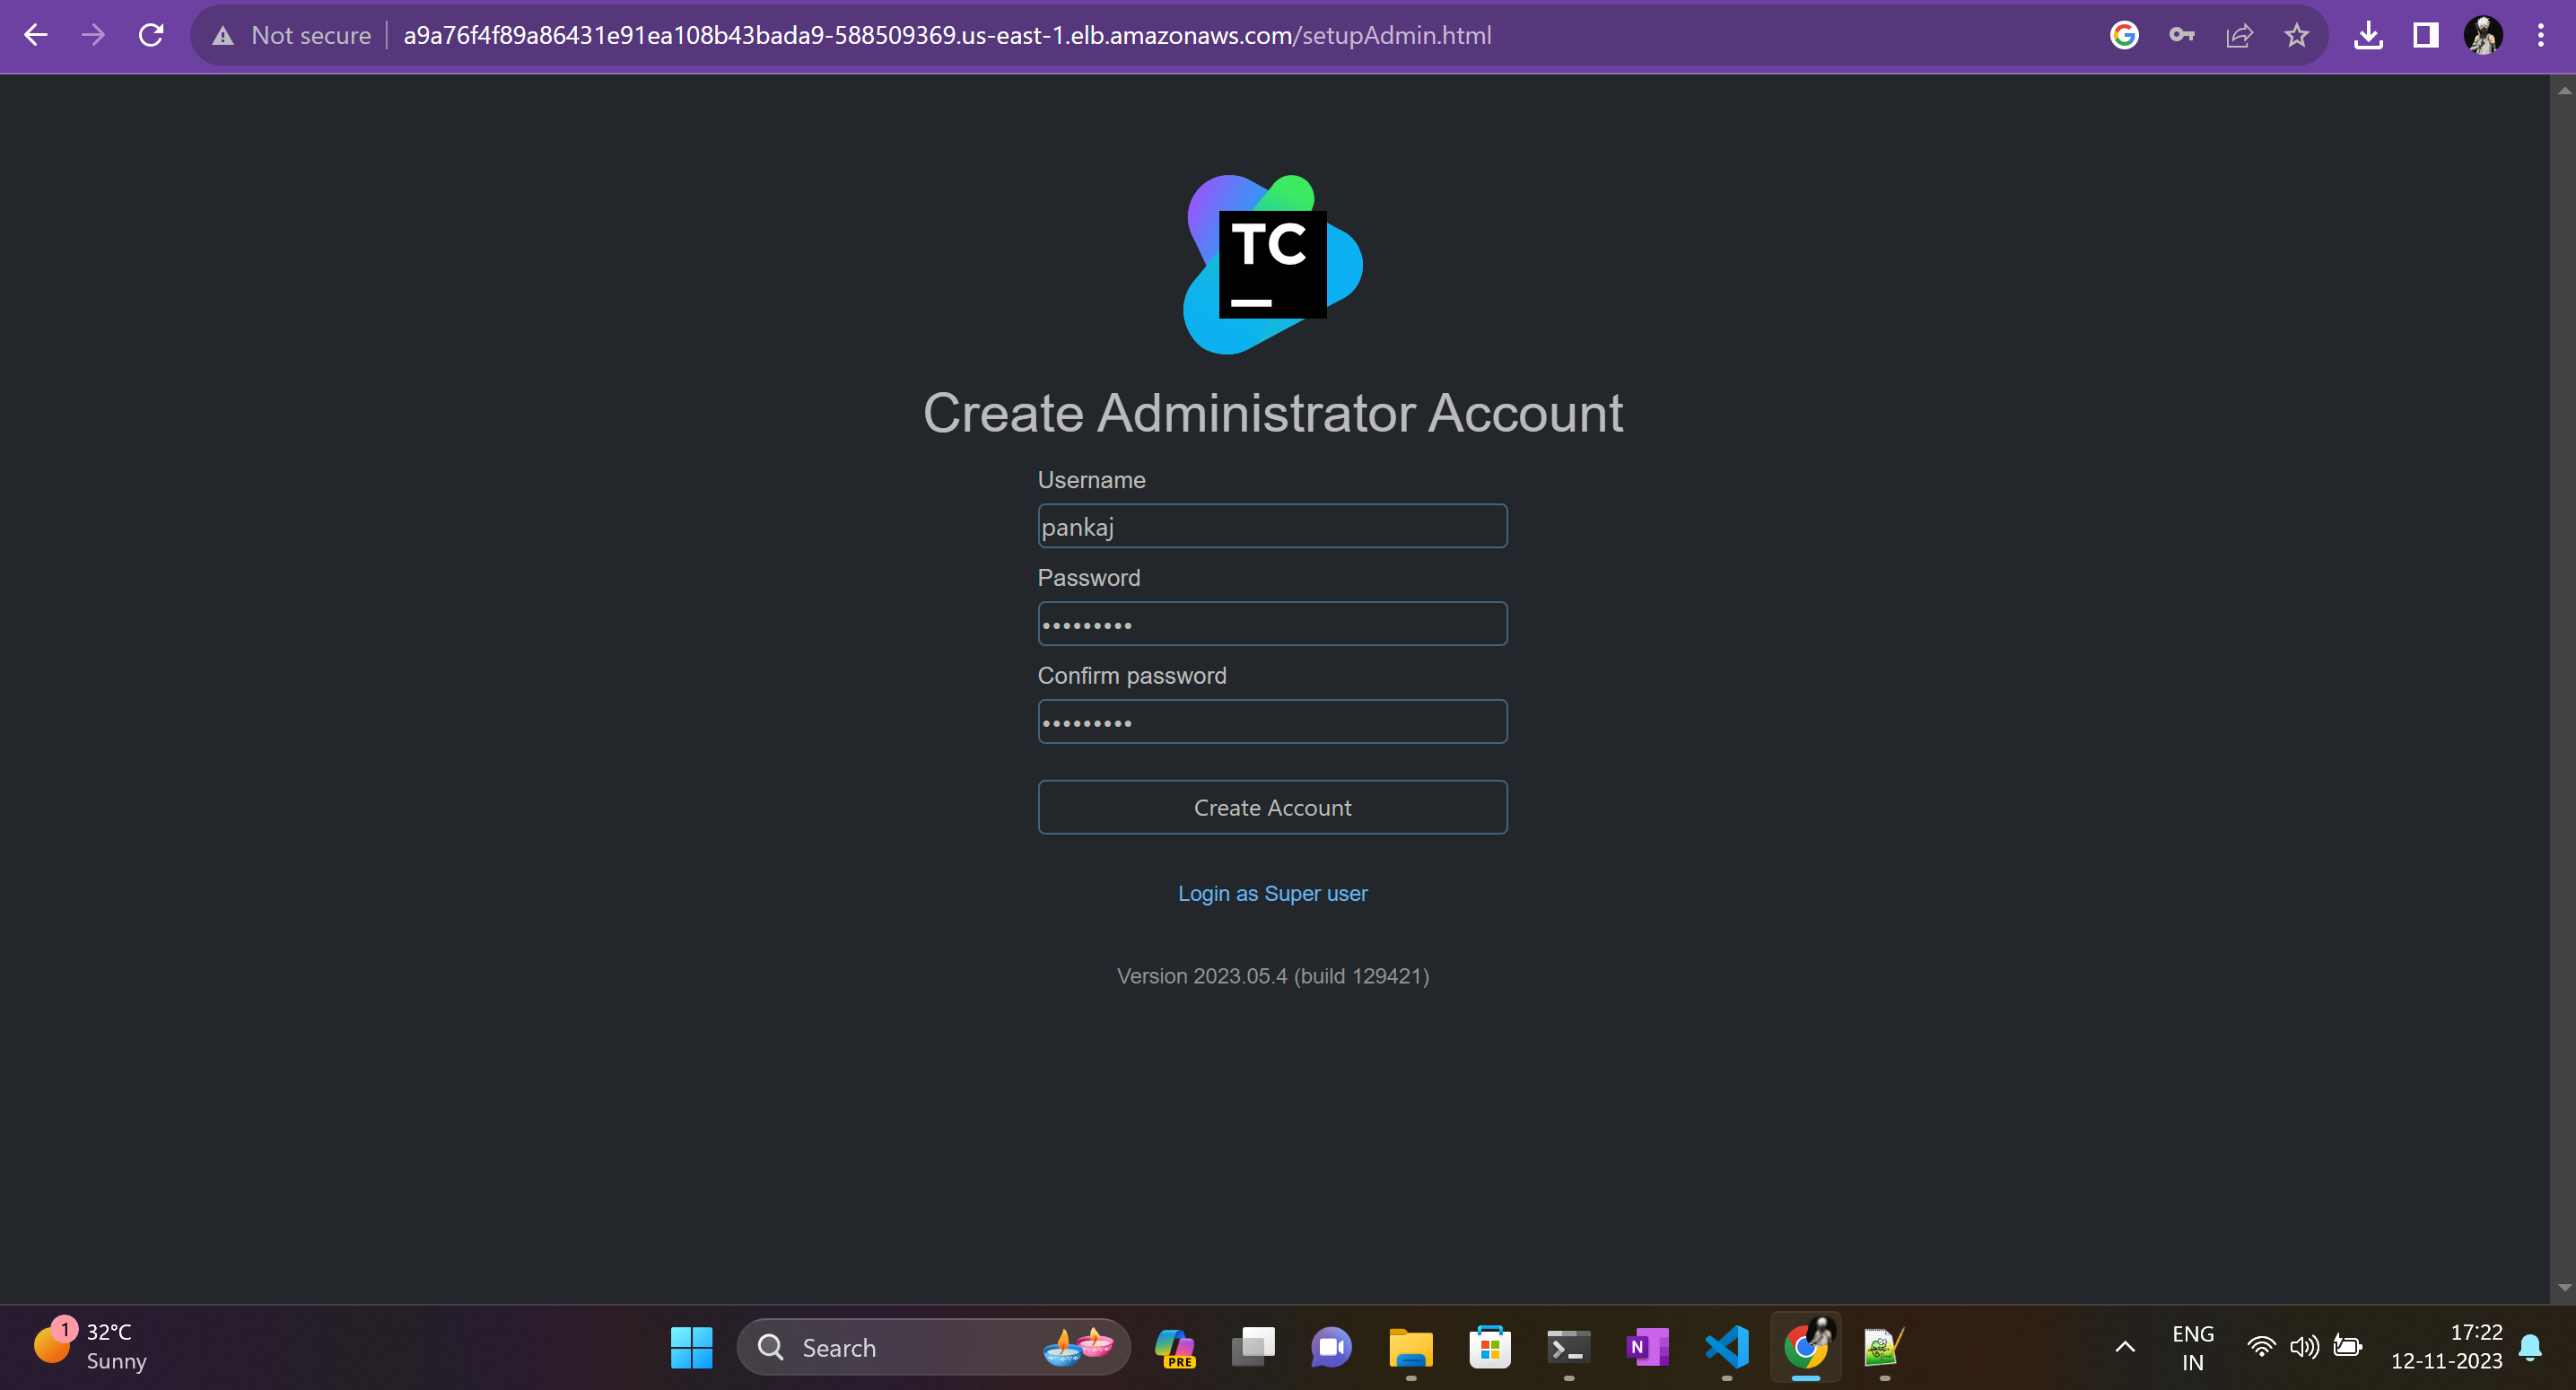 Not secure a9a76f4f89a86431e91ea108b43bada9-588509369.us-east-1.elb.amazonaws.com/setupAdmin.html
TC
Create Administrator Account
Username
pankaj
Password
•••••••••
Confirm password
•••••••••
Create Account
Login as Super user
Version 2023.05.4 (build 129421)
1
32°C
Sunny
Search
PRE
N
ENG
IN
17:22
12-11-2023